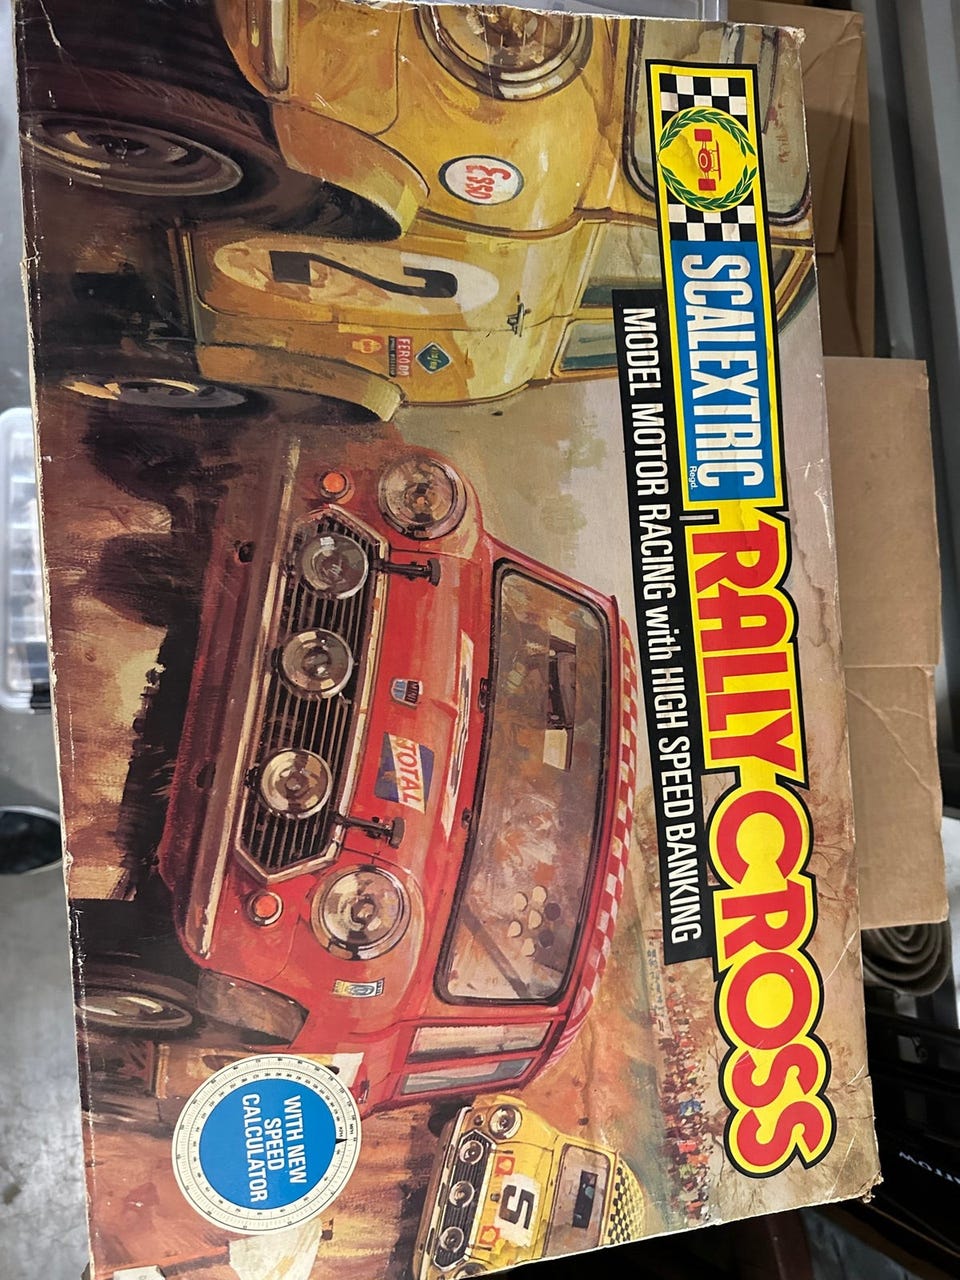 SCALEXTRIC
Regd.
RALLY CROSS
MODEL MOTOR RACING with HIGH SPEED BANKING
Esso
2
FERODO
TOTAL
5
WITH NEW
SPEED
CALCULATOR